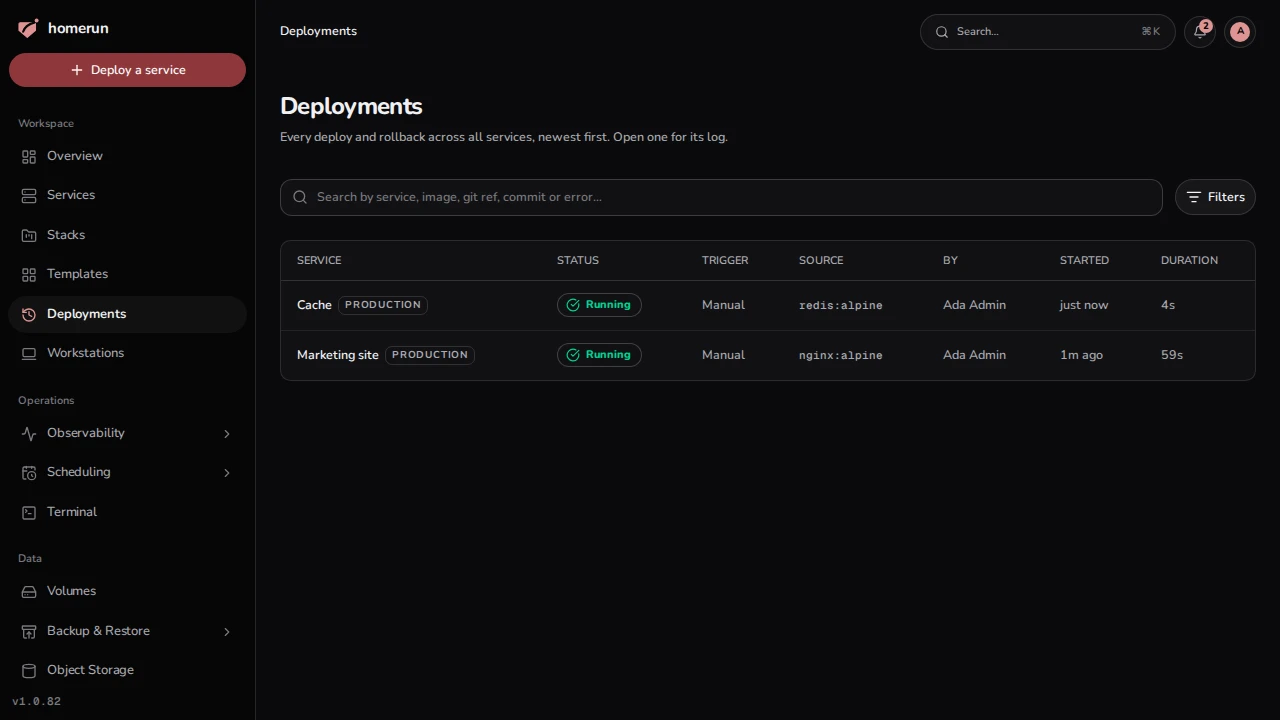 homerun
Deploy a service
Workspace
Overview
Services
Stacks
Templates
Deployments
Workstations
Operations
Observability
Scheduling
Terminal
Data
Volumes
Backup & Restore
Object Storage
v1.0.82
Deployments
Search... ⌘K
2
A
Deployments
Every deploy and rollback across all services, newest first. Open one for its log.
Search by service, image, git ref, commit or error...
Filters
SERVICE STATUS TRIGGER SOURCE BY STARTED DURATION
Cache PRODUCTION Running Manual redis:alpine Ada Admin just now 4s
Marketing site PRODUCTION Running Manual nginx:alpine Ada Admin 1m ago 59s